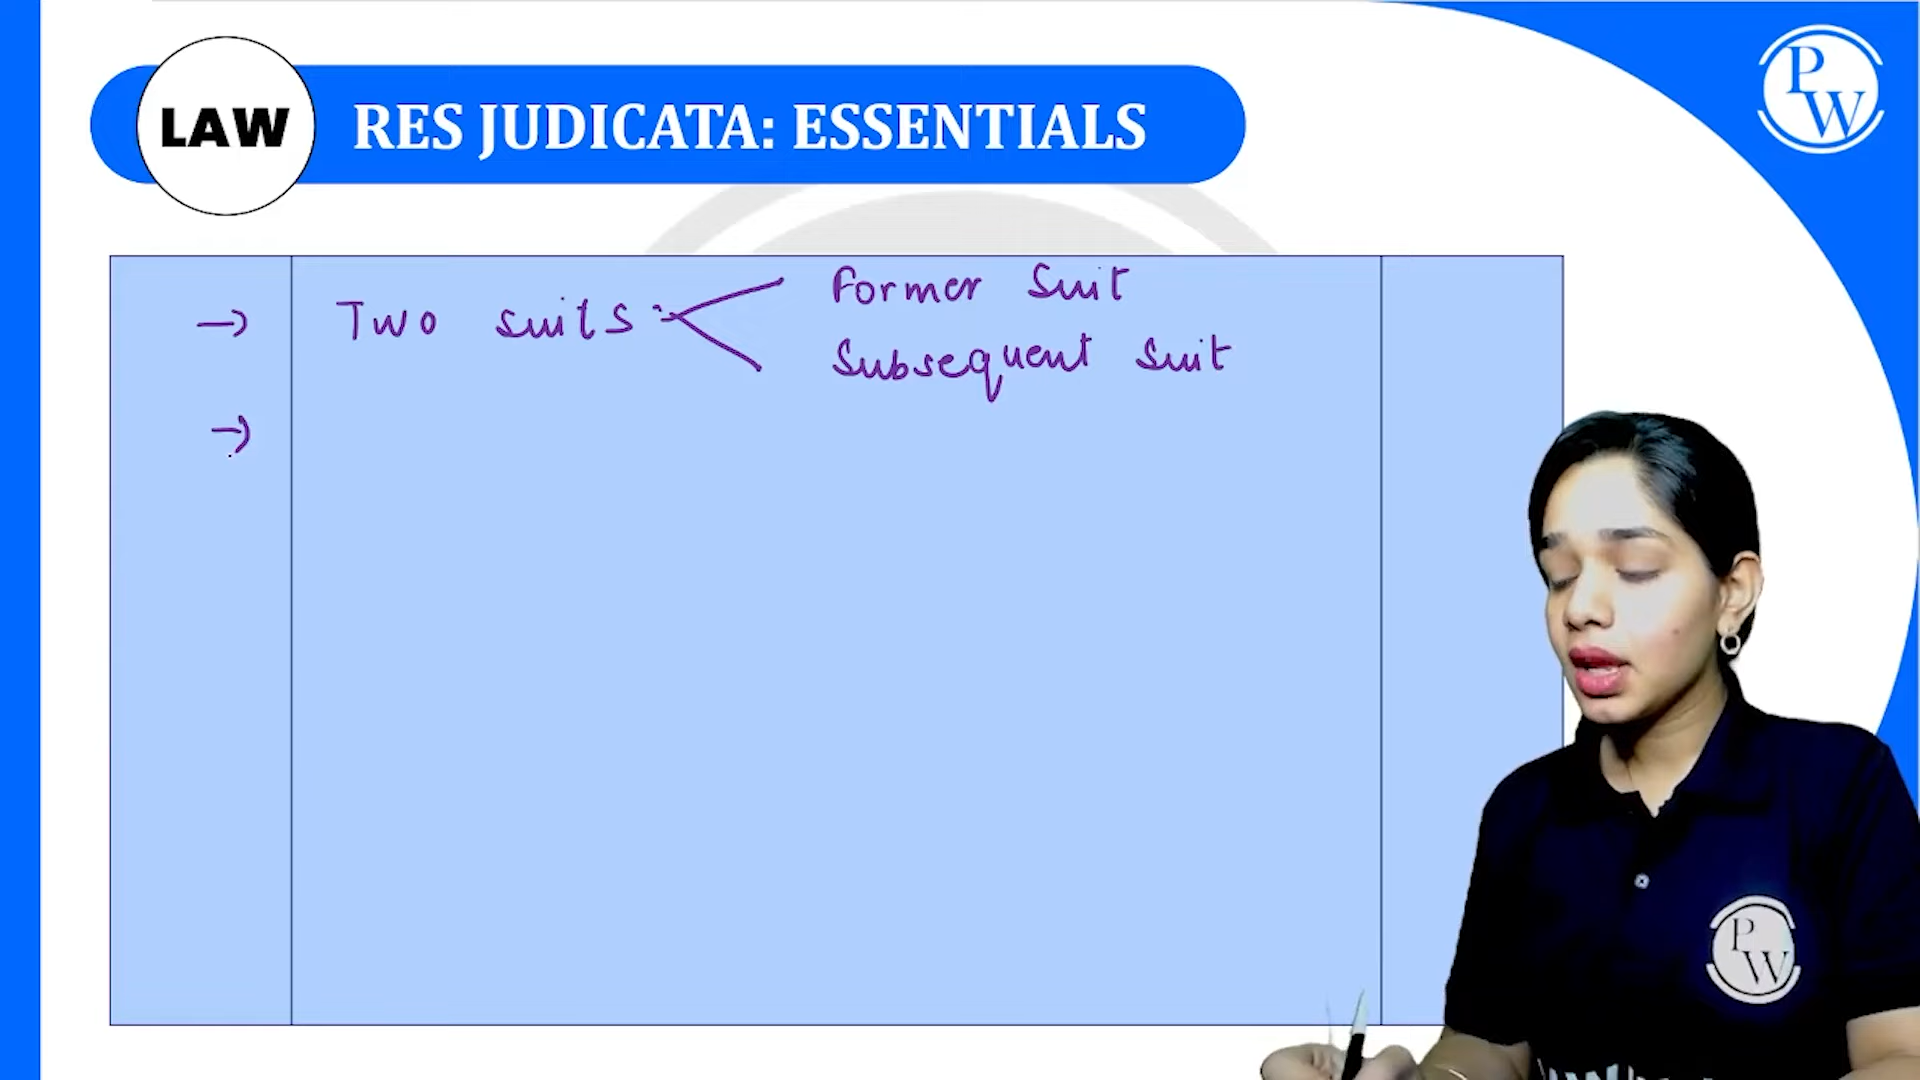 LAW
RES JUDICATA: ESSENTIALS
PW
→ Two suits :
Former Suit
Subsequent Suit
→
PW